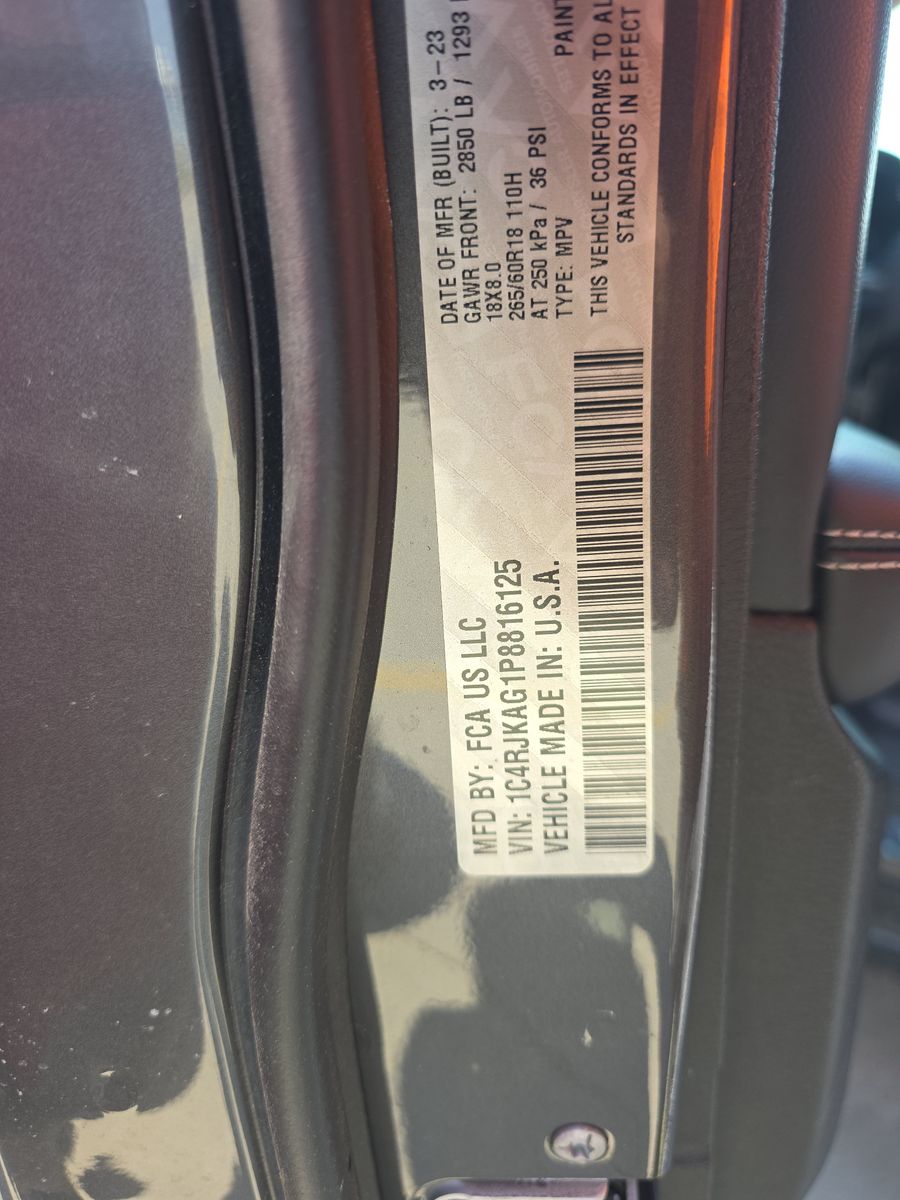 MFD BY: FCA US LLC
VIN: 1C4RJKAG1P8816125
VEHICLE MADE IN: U.S.A.
DATE OF MFR (BUILT): 3-23
GAWR FRONT: 2850 LB / 1293
18X8.0
265/60R18 110H
AT 250 kPa / 36 PSI
TYPE: MPV PAINT
THIS VEHICLE CONFORMS TO
STANDARDS IN EFFECT